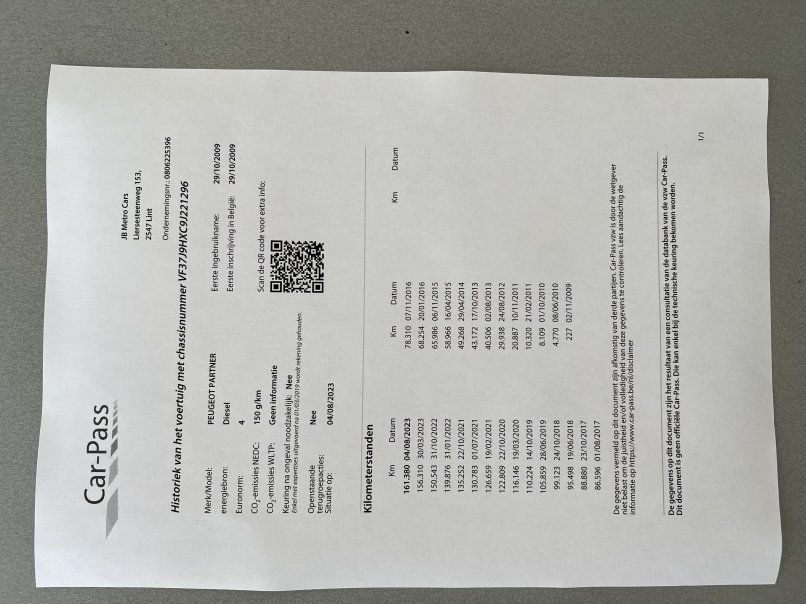 Car-Pass
JB Metro Cars
Liersesteenweg 153,
2547 Lint
Ondernemingsnr.: 0806225396
Historiek van het voertuig met chassisnummer VF37J9HXC9J221296
Merk/Model: PEUGEOT PARTNER
energiebron: Diesel
Euronorm: 4
CO₂-emissies NEDC: 150 g/km
CO₂-emissies WLTP: Geen informatie
Keuring na ongeval noodzakelijk: Nee
Enkel met expertises uitgevoerd na 01/03/2019 wordt rekening gehouden.
Openstaande
terugroepacties: Nee
Situatie op: 04/08/2023
Eerste ingebruikname: 29/10/2009
Eerste inschrijving in België: 29/10/2009
Scan de QR code voor extra info:
Kilometerstanden
Km Datum
161.380 04/08/2023
156.310 30/03/2023
150.543 31/10/2022
139.876 31/01/2022
135.252 22/10/2021
130.783 01/07/2021
126.659 19/02/2021
122.809 22/10/2020
116.146 19/03/2020
110.224 14/10/2019
105.859 28/06/2019
99.123 24/10/2018
95.498 19/06/2018
88.880 23/10/2017
86.596 01/08/2017
Km Datum
78.310 07/11/2016
68.254 20/01/2016
65.986 06/11/2015
58.966 16/04/2015
49.268 29/04/2014
43.172 17/10/2013
40.506 02/08/2013
29.938 24/08/2012
20.887 10/11/2011
10.320 21/02/2011
8.109 01/10/2010
4.770 08/06/2010
227 02/11/2009
Km Datum
De gegevens vermeld op dit document zijn afkomstig van derde partijen. Car-Pass vzw is door de wetgever
niet belast om de juistheid en/of volledigheid van deze gegevens te controleren. Lees aandachtig de
informatie op https://www.car-pass.be/nl/disclaimer
De gegevens op dit document zijn het resultaat van een consultatie van de databank van de vzw Car-Pass.
Dit document is geen officiële Car-Pass. Die kan enkel bij de technische keuring bekomen worden.
1/1